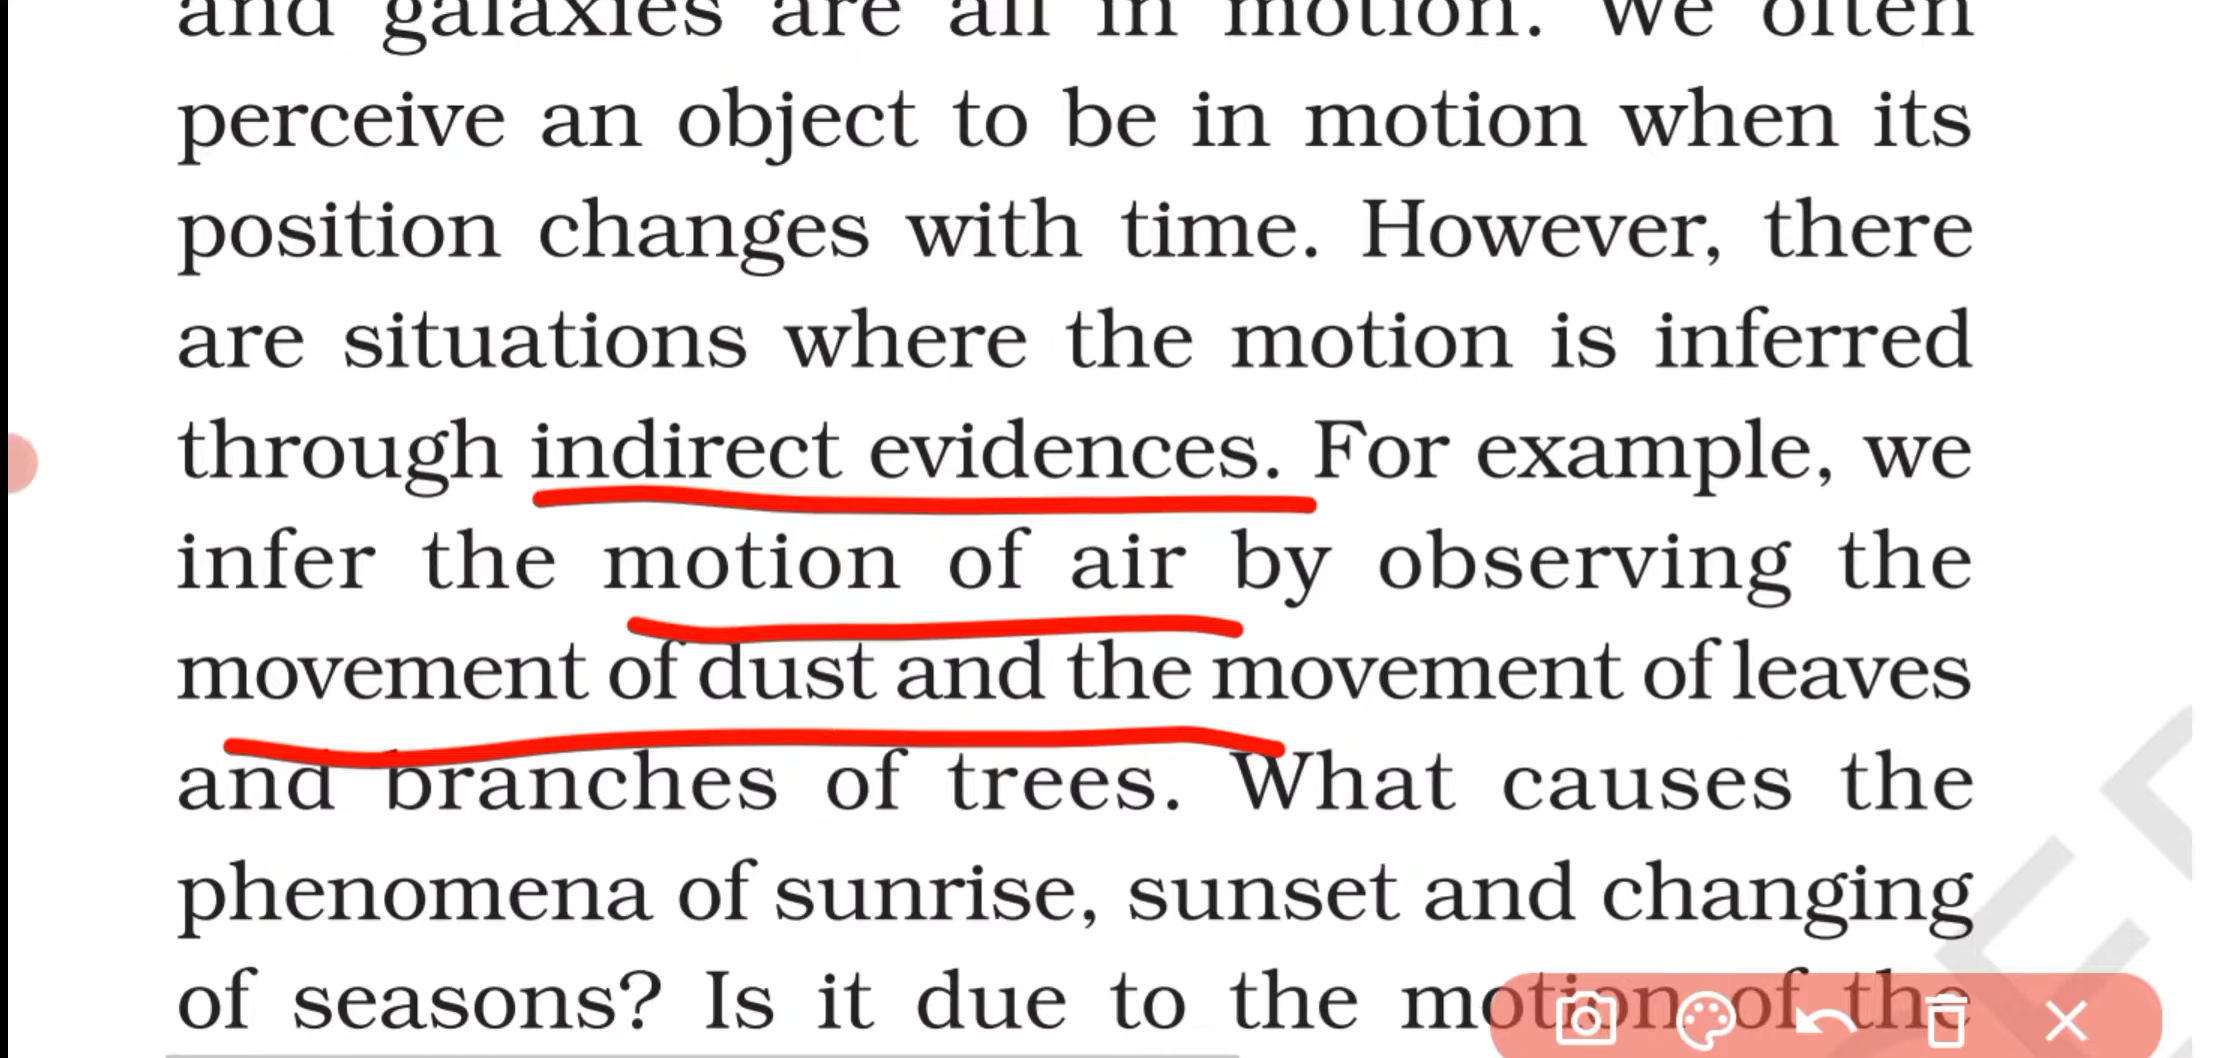 and galaxies are all in motion. We often
perceive an object to be in motion when its
position changes with time. However, there
are situations where the motion is inferred
through indirect evidences. For example, we
infer the motion of air by observing the
movement of dust and the movement of leaves
and branches of trees. What causes the
phenomena of sunrise, sunset and changing
of seasons? Is it due to the motion of the